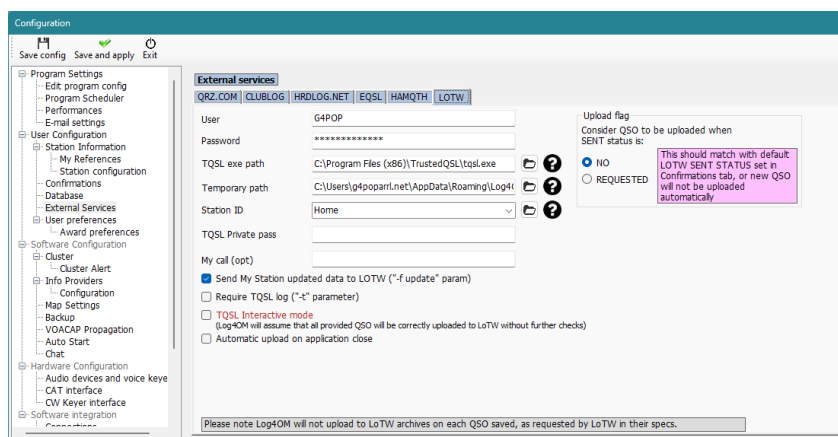 Configuration
Save config Save and apply Exit
Program Settings
Edit program config
Program Scheduler
Performances
E-mail settings
User Configuration
Station Information
My References
Station configuration
Confirmations
Database
External Services
User preferences
Award preferences
Software Configuration
Cluster
Cluster Alert
Info Providers
Configuration
Map Settings
Backup
VOACAP Propagation
Auto Start
Chat
Hardware Configuration
Audio devices and voice keye
CAT interface
CW Keyer interface
Software integration
Connections
External services
QRZ.COM CLUBLOG HRDLOG.NET EQSL HAMQTH LOTW
User G4POP
Password *************
TQSL exe path C:\Program Files (x86)\TrustedQSL\tqsl.exe
Temporary path C:\Users\g4poparrl.net\AppData\Roaming\Log4(
Station ID Home
TQSL Private pass
My call (opt)
Send My Station updated data to LOTW ("-f update" param)
Require TQSL log ("-t" parameter)
TQSL Interactive mode
(Log4OM will assume that all provided QSO will be correctly uploaded to LoTW without further checks)
Automatic upload on application close
Upload flag
Consider QSO to be uploaded when
SENT status is:
NO
REQUESTED
This should match with default
LOTW SENT STATUS set in
Confirmations tab, or new QSO
will not be uploaded
automatically
Please note Log4OM will not upload to LoTW archives on each QSO saved, as requested by LoTW in their specs.